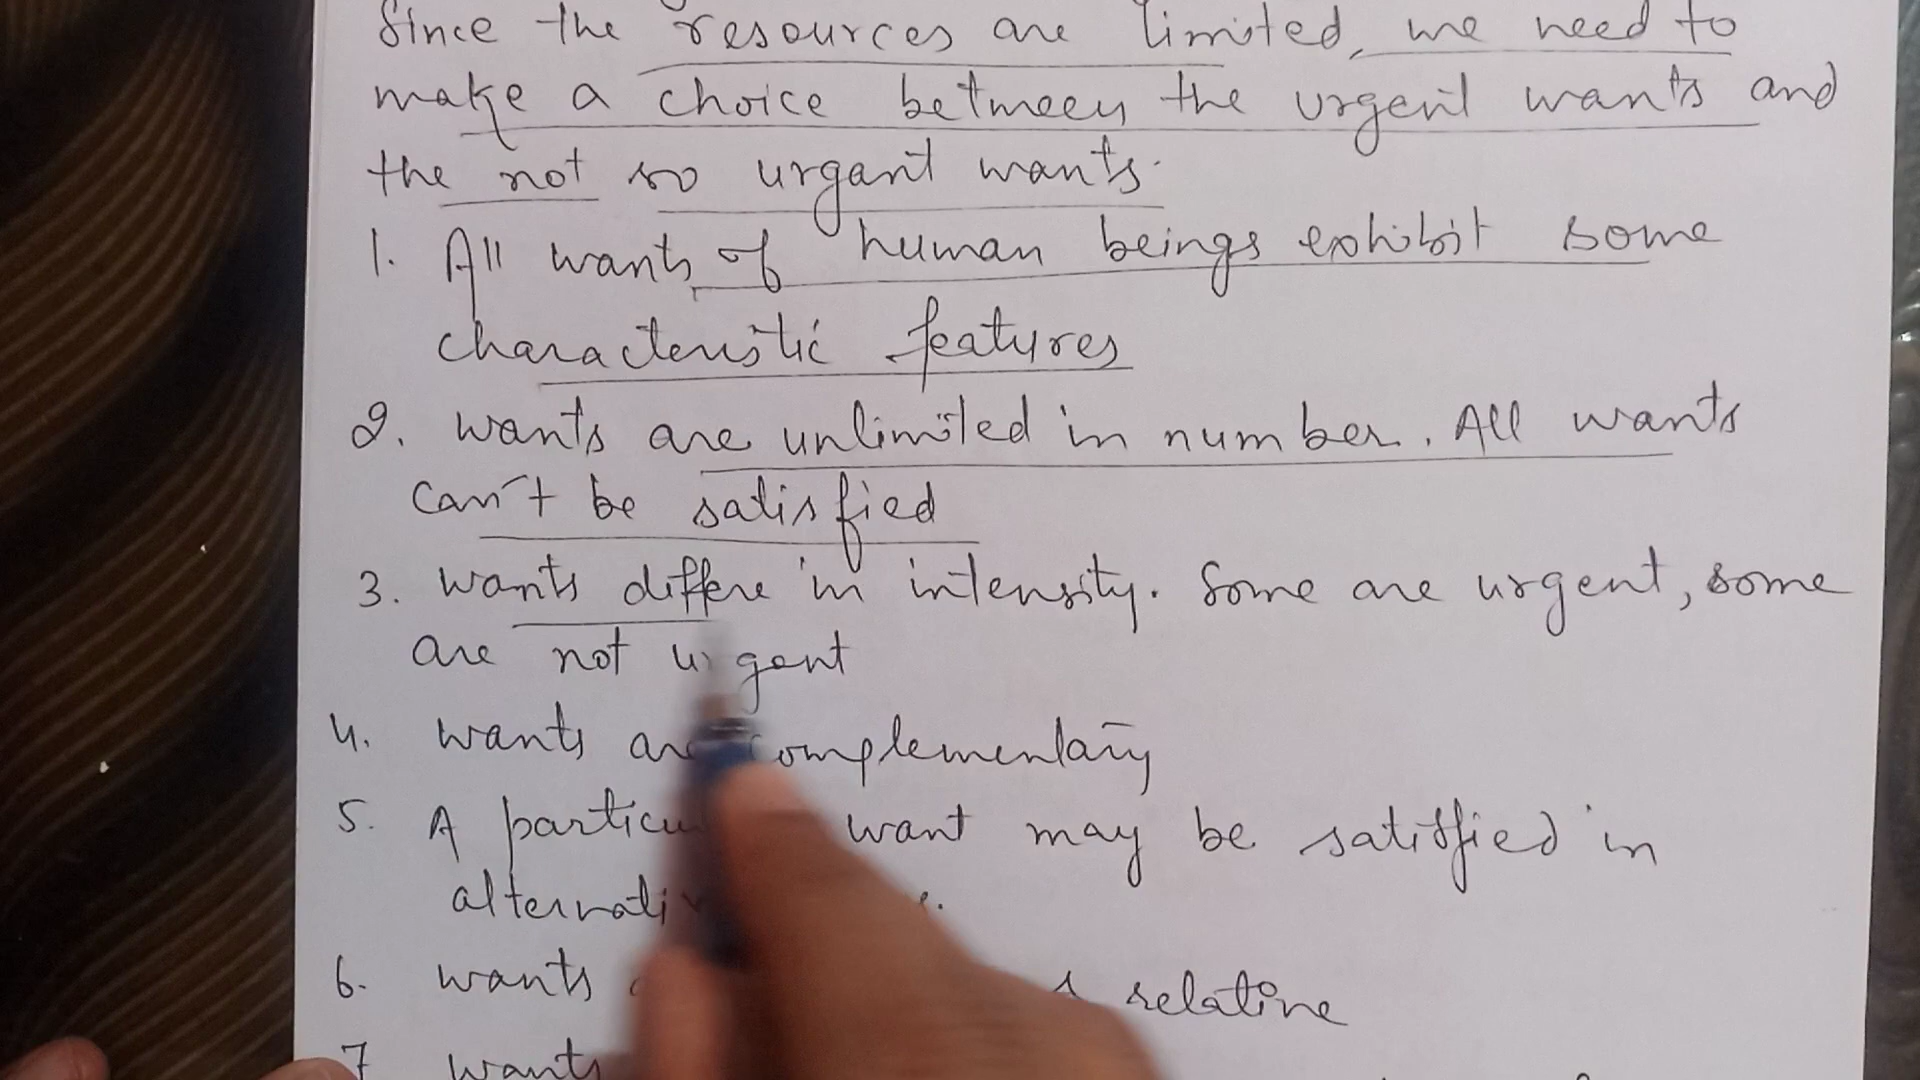 Since the resources are limited, we need to
make a choice between the urgent wants and
the not so urgant wants.
1. All wants of human beings exhibit some
characteristic features
2. wants are unlimited in number. All wants
can't be satisfied
3. wants differe in intensity. Some are urgent, some
are not urgent
4. wants are complementary
5. A want may be satisfied in
6. wants relative
7 wants